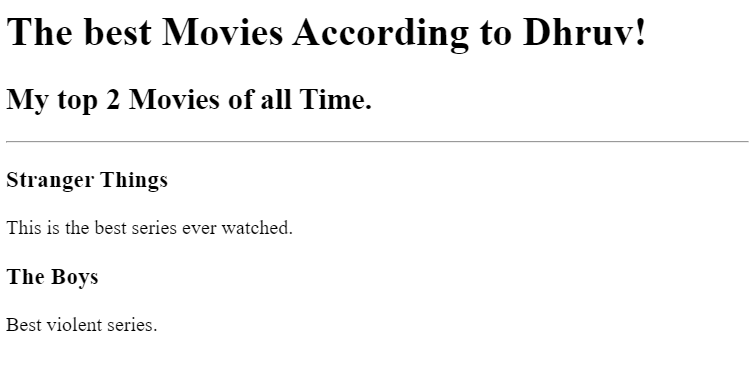 The best Movies According to Dhruv!
My top 2 Movies of all Time.
Stranger Things
This is the best series ever watched.
The Boys
Best violent series.